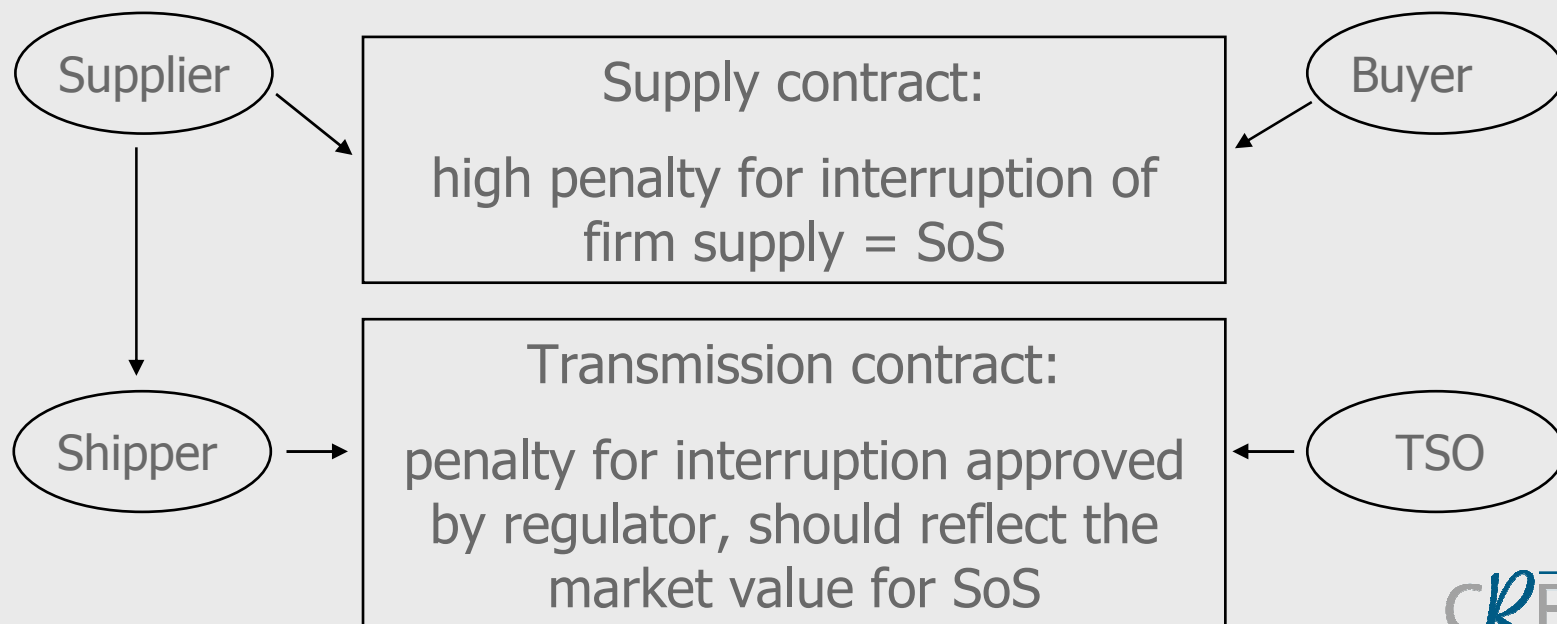 Supplier
Supply contract:
high penalty for interruption of
firm supply = SoS
Buyer
Transmission contract:
penalty for interruption approved
by regulator, should reflect the
market value for SoS
Shipper
TSO